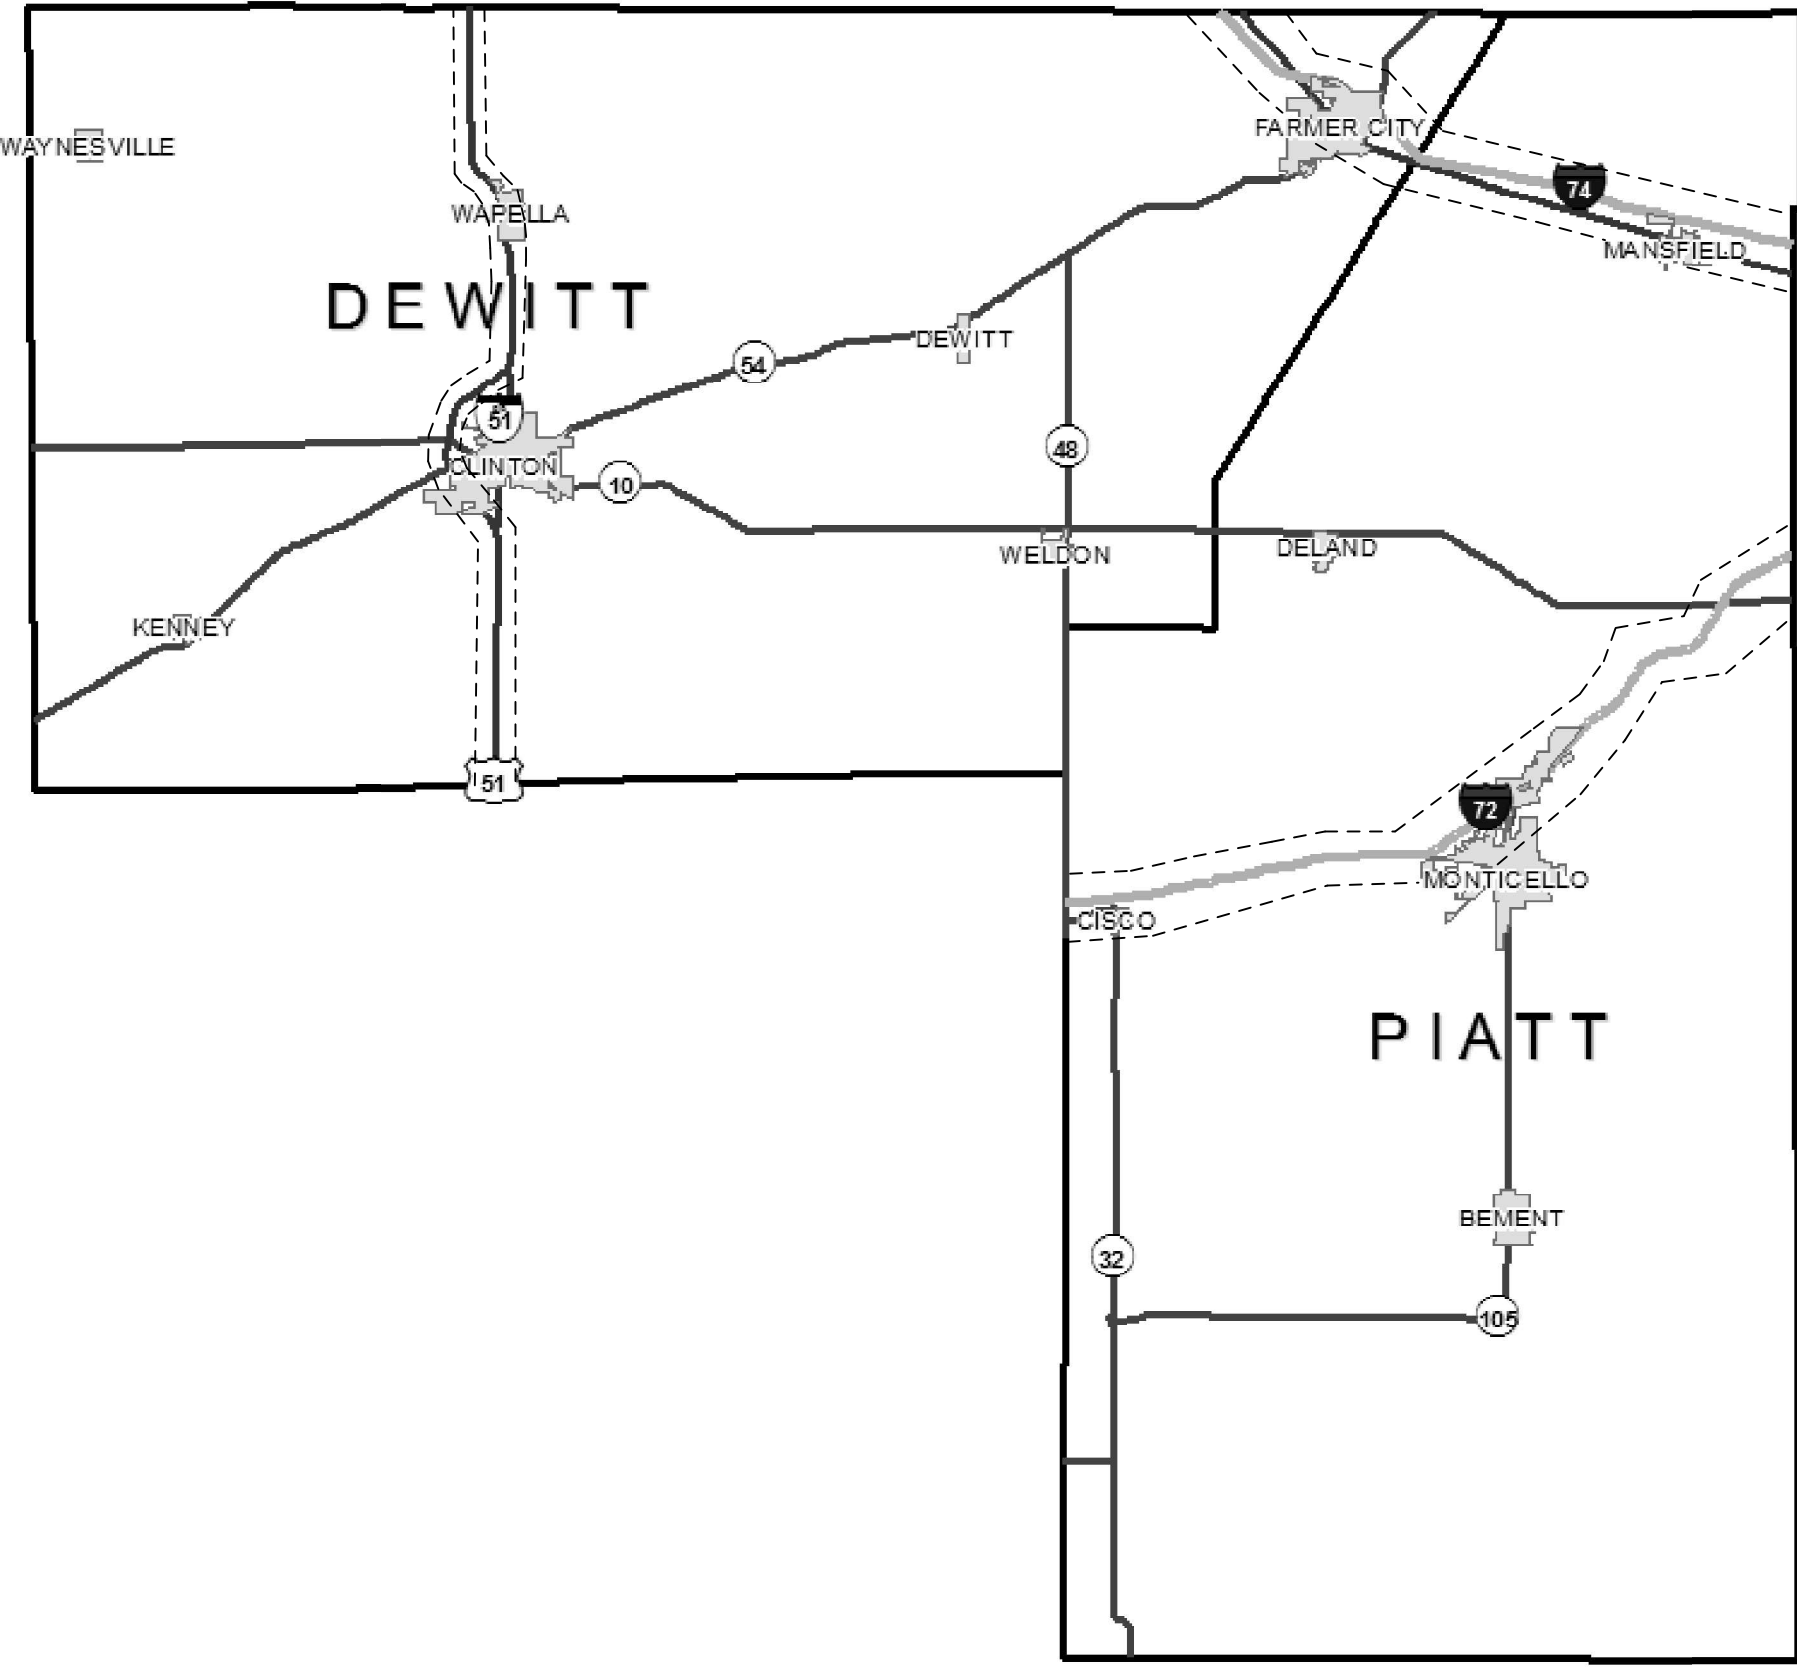 FARMER CITY
WAYNESVILLE
74
WAPELLA
MANSFIELD
DEWITT
DEWITT
54
51
48
CLINTON
10
WELDON
DELAND
KENNEY
51
72
MONTICELLO
CISCO
PIATT
BEMENT
32
105